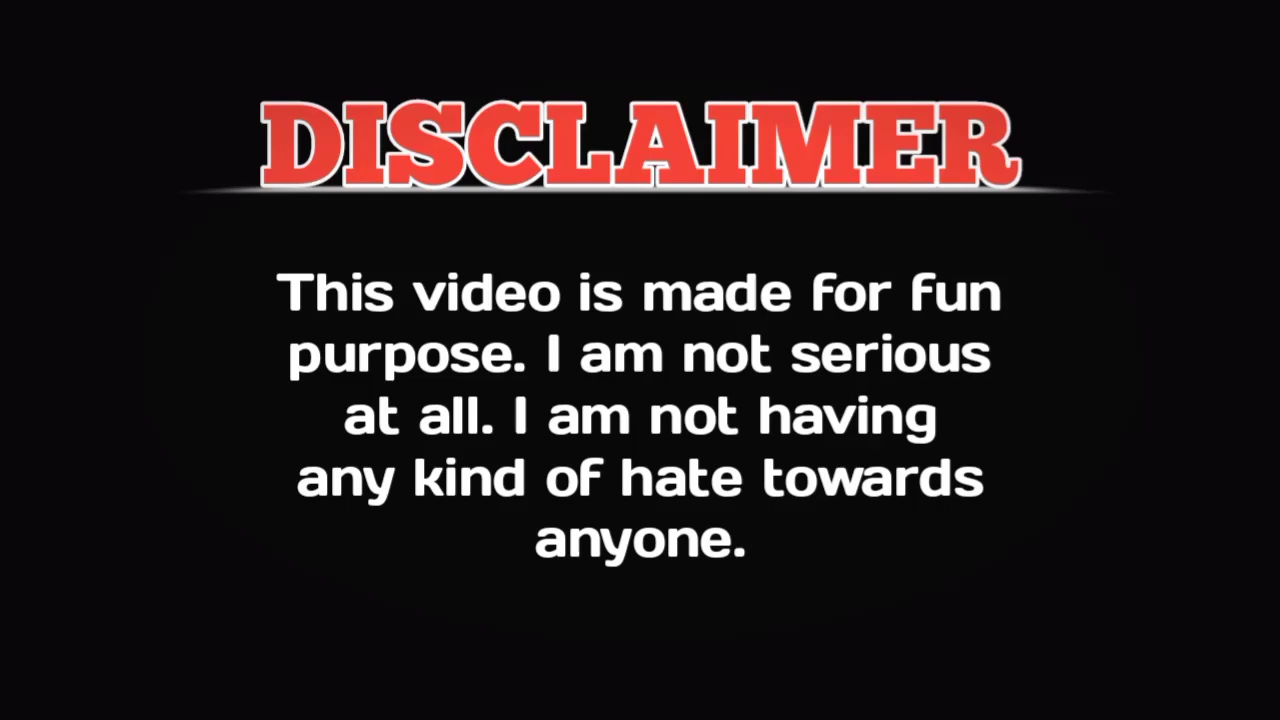 DISCLAIMER
This video is made for fun
purpose. I am not serious
at all. I am not having
any kind of hate towards
anyone.